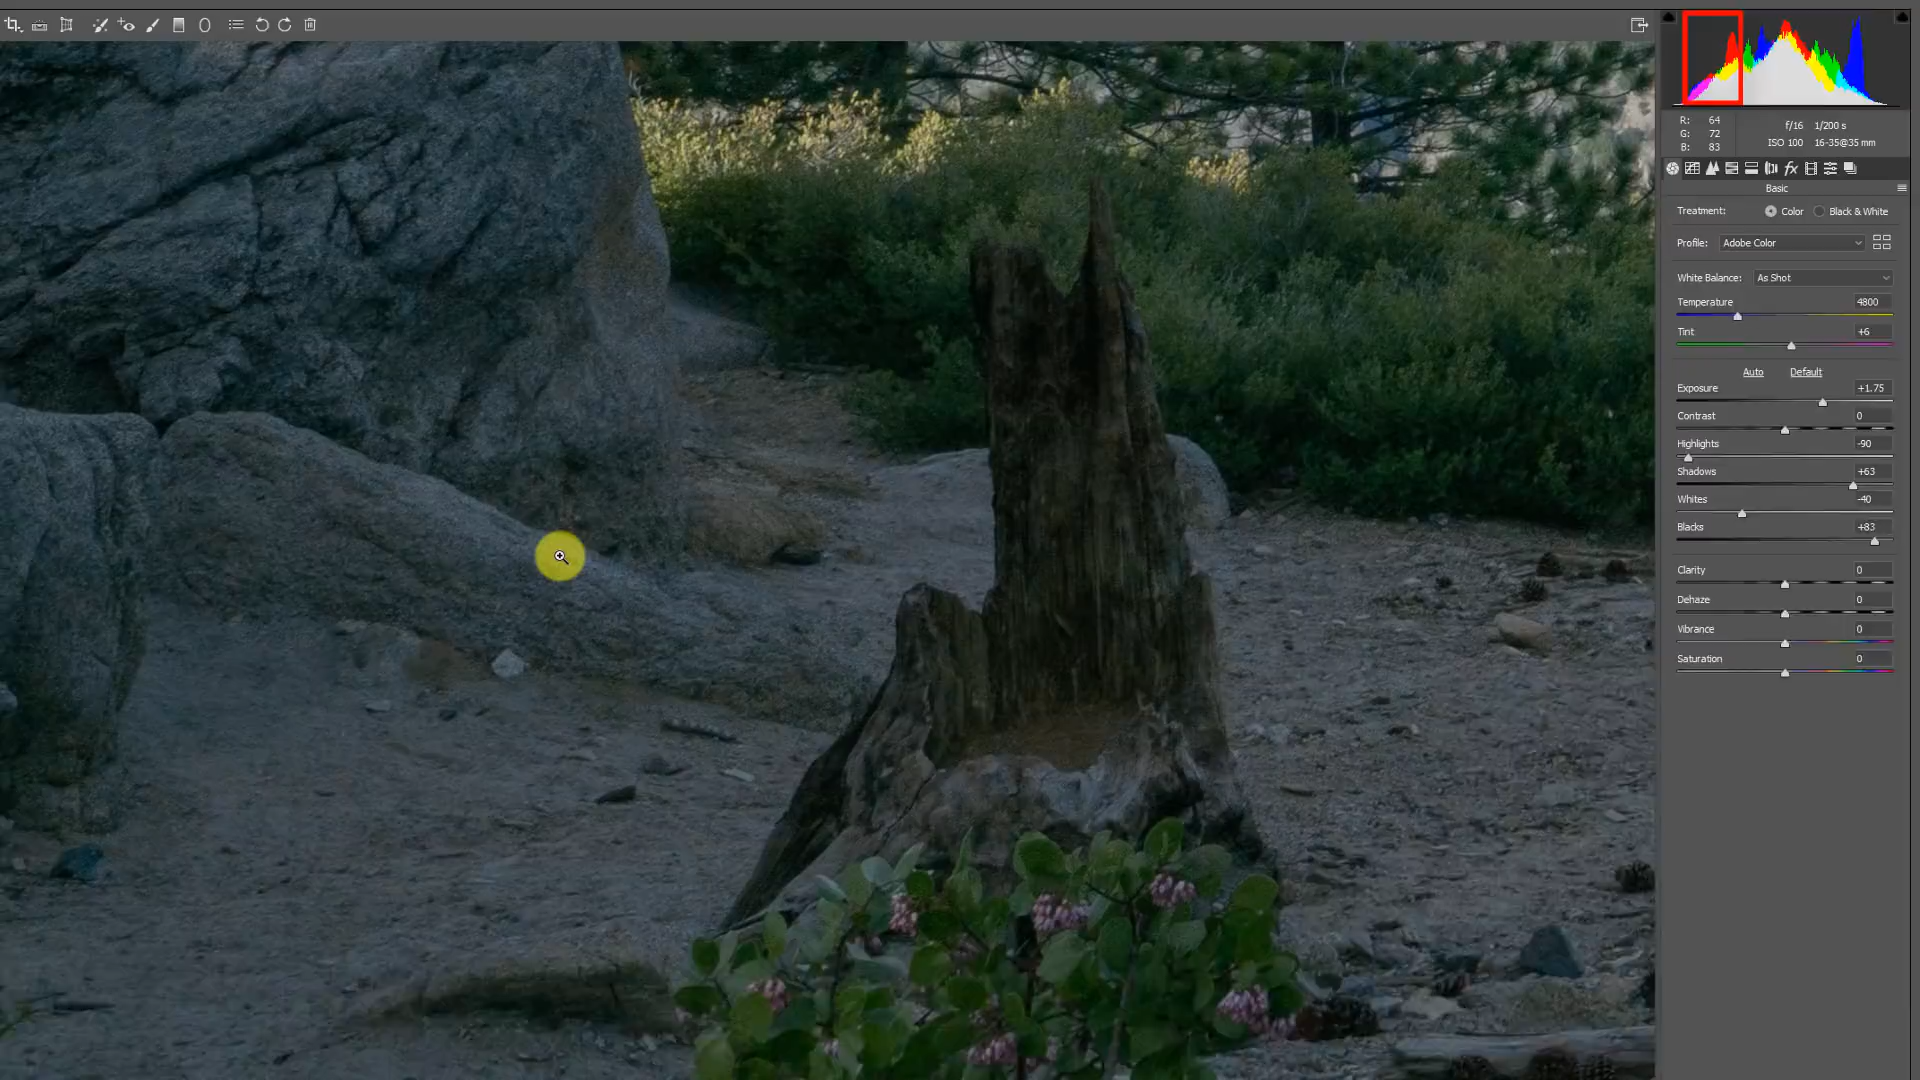 R: 64
G: 72
B: 83
f/16 1/200 s
ISO 100 16-35@35 mm
fx
Basic
Treatment: Color Black & White
Profile: Adobe Color
White Balance: As Shot
Temperature 4800
Tint +6
Auto Default
Exposure +1.75
Contrast 0
Highlights -90
Shadows +63
Whites -40
Blacks +83
Clarity 0
Dehaze 0
Vibrance 0
Saturation 0